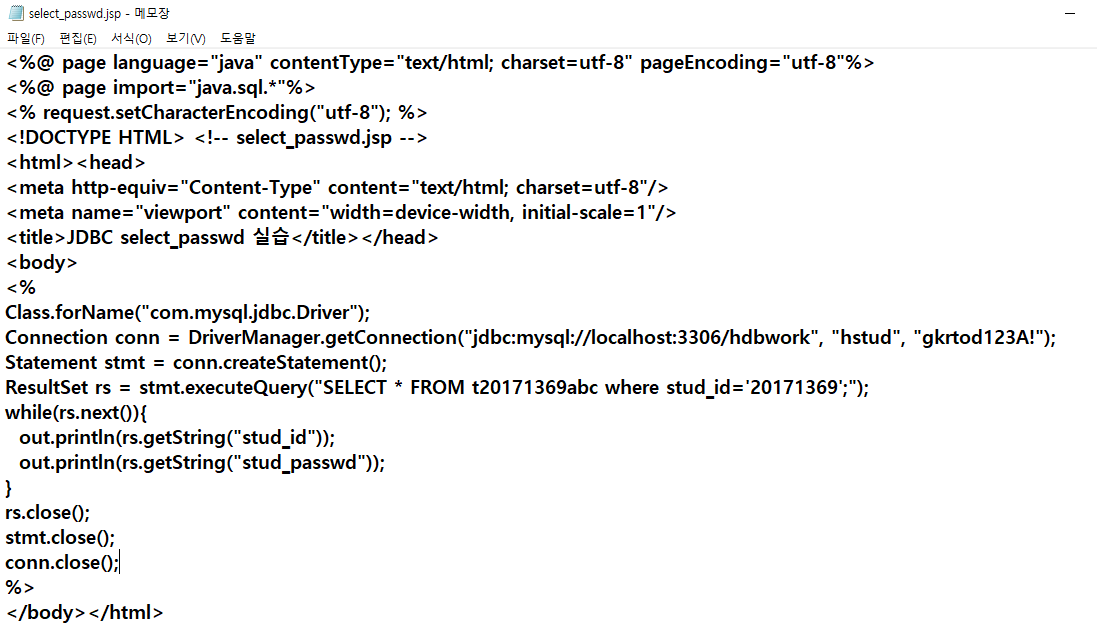 select_passwd.jsp - 메모장
파일(F) 편집(E) 서식(O) 보기(V) 도움말
<%@ page language="java" contentType="text/html; charset=utf-8" pageEncoding="utf-8"%>
<%@ page import="java.sql.*"%>
<% request.setCharacterEncoding("utf-8"); %>
<!DOCTYPE HTML> <!-- select_passwd.jsp -->
<html><head>
<meta http-equiv="Content-Type" content="text/html; charset=utf-8"/>
<meta name="viewport" content="width=device-width, initial-scale=1"/>
<title>JDBC select_passwd 실습</title></head>
<body>
<%
Class.forName("com.mysql.jdbc.Driver");
Connection conn = DriverManager.getConnection("jdbc:mysql://localhost:3306/hdbwork", "hstud", "gkrtod123A!");
Statement stmt = conn.createStatement();
ResultSet rs = stmt.executeQuery("SELECT * FROM t20171369abc where stud_id='20171369';");
while(rs.next()){
  out.println(rs.getString("stud_id"));
  out.println(rs.getString("stud_passwd"));
}
rs.close();
stmt.close();
conn.close();
%>
</body></html>